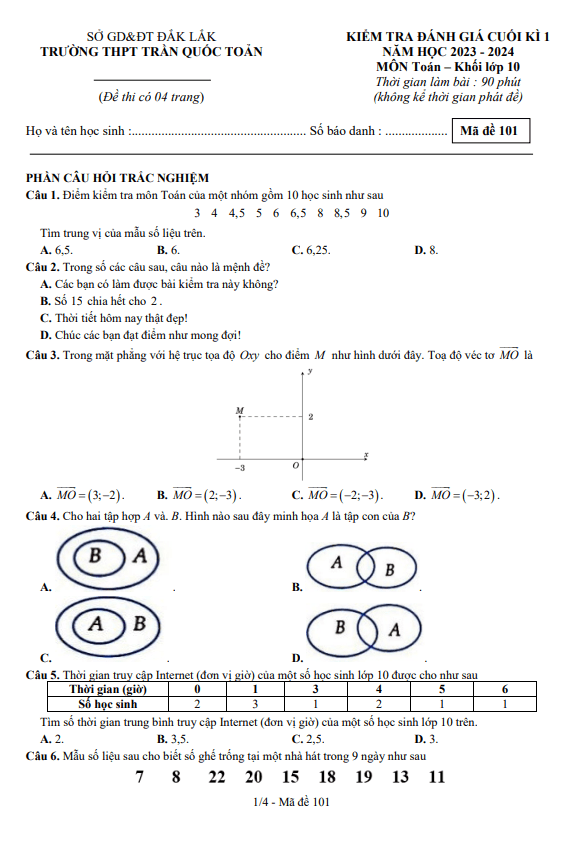 SỞ GD&ĐT ĐẮK LẮK
TRƯỜNG THPT TRẦN QUỐC TOẢN
(Đề thi có 04 trang)
KIỂM TRA ĐÁNH GIÁ CUỐI KÌ 1
NĂM HỌC 2023 - 2024
MÔN Toán – Khối lớp 10
Thời gian làm bài : 90 phút
(không kể thời gian phát đề)
Họ và tên học sinh :..................................................... Số báo danh : ................... Mã đề 101
PHẦN CÂU HỎI TRẮC NGHIỆM
Câu 1. Điểm kiểm tra môn Toán của một nhóm gồm 10 học sinh như sau
3 4 4,5 5 6 6,5 8 8,5 9 10
Tìm trung vị của mẫu số liệu trên.
A. 6,5. B. 6. C. 6,25. D. 8.
Câu 2. Trong số các câu sau, câu nào là mệnh đề?
A. Các bạn có làm được bài kiểm tra này không?
B. Số 15 chia hết cho 2 .
C. Thời tiết hôm nay thật đẹp!
D. Chúc các bạn đạt điểm như mong đợi!
Câu 3. Trong mặt phẳng với hệ trục tọa độ Oxy cho điểm M như hình dưới đây. Toạ độ véc tơ \overrightarrow{MO} là
y
M
2
x
−3 O
A. \overrightarrow{MO} = (3;−2). B. \overrightarrow{MO} = (2;−3). C. \overrightarrow{MO} = (−2;−3). D. \overrightarrow{MO} = (−3;2).
Câu 4. Cho hai tập hợp A và. B. Hình nào sau đây minh họa A là tập con của B?
B A
A B
A. . B. .
A B
B A
C. . D. .
Câu 5. Thời gian truy cập Internet (đơn vị giờ) của một số học sinh lớp 10 được cho như sau
Thời gian (giờ) 0 1 3 4 5 6
Số học sinh 2 3 1 2 1 1
Tìm số thời gian trung bình truy cập Internet (đơn vị giờ) của một số học sinh lớp 10 trên.
A. 2. B. 3,5. C. 2,5. D. 3.
Câu 6. Mẫu số liệu sau cho biết số ghế trống tại một nhà hát trong 9 ngày như sau
7 8 22 20 15 18 19 13 11
1/4 - Mã đề 101